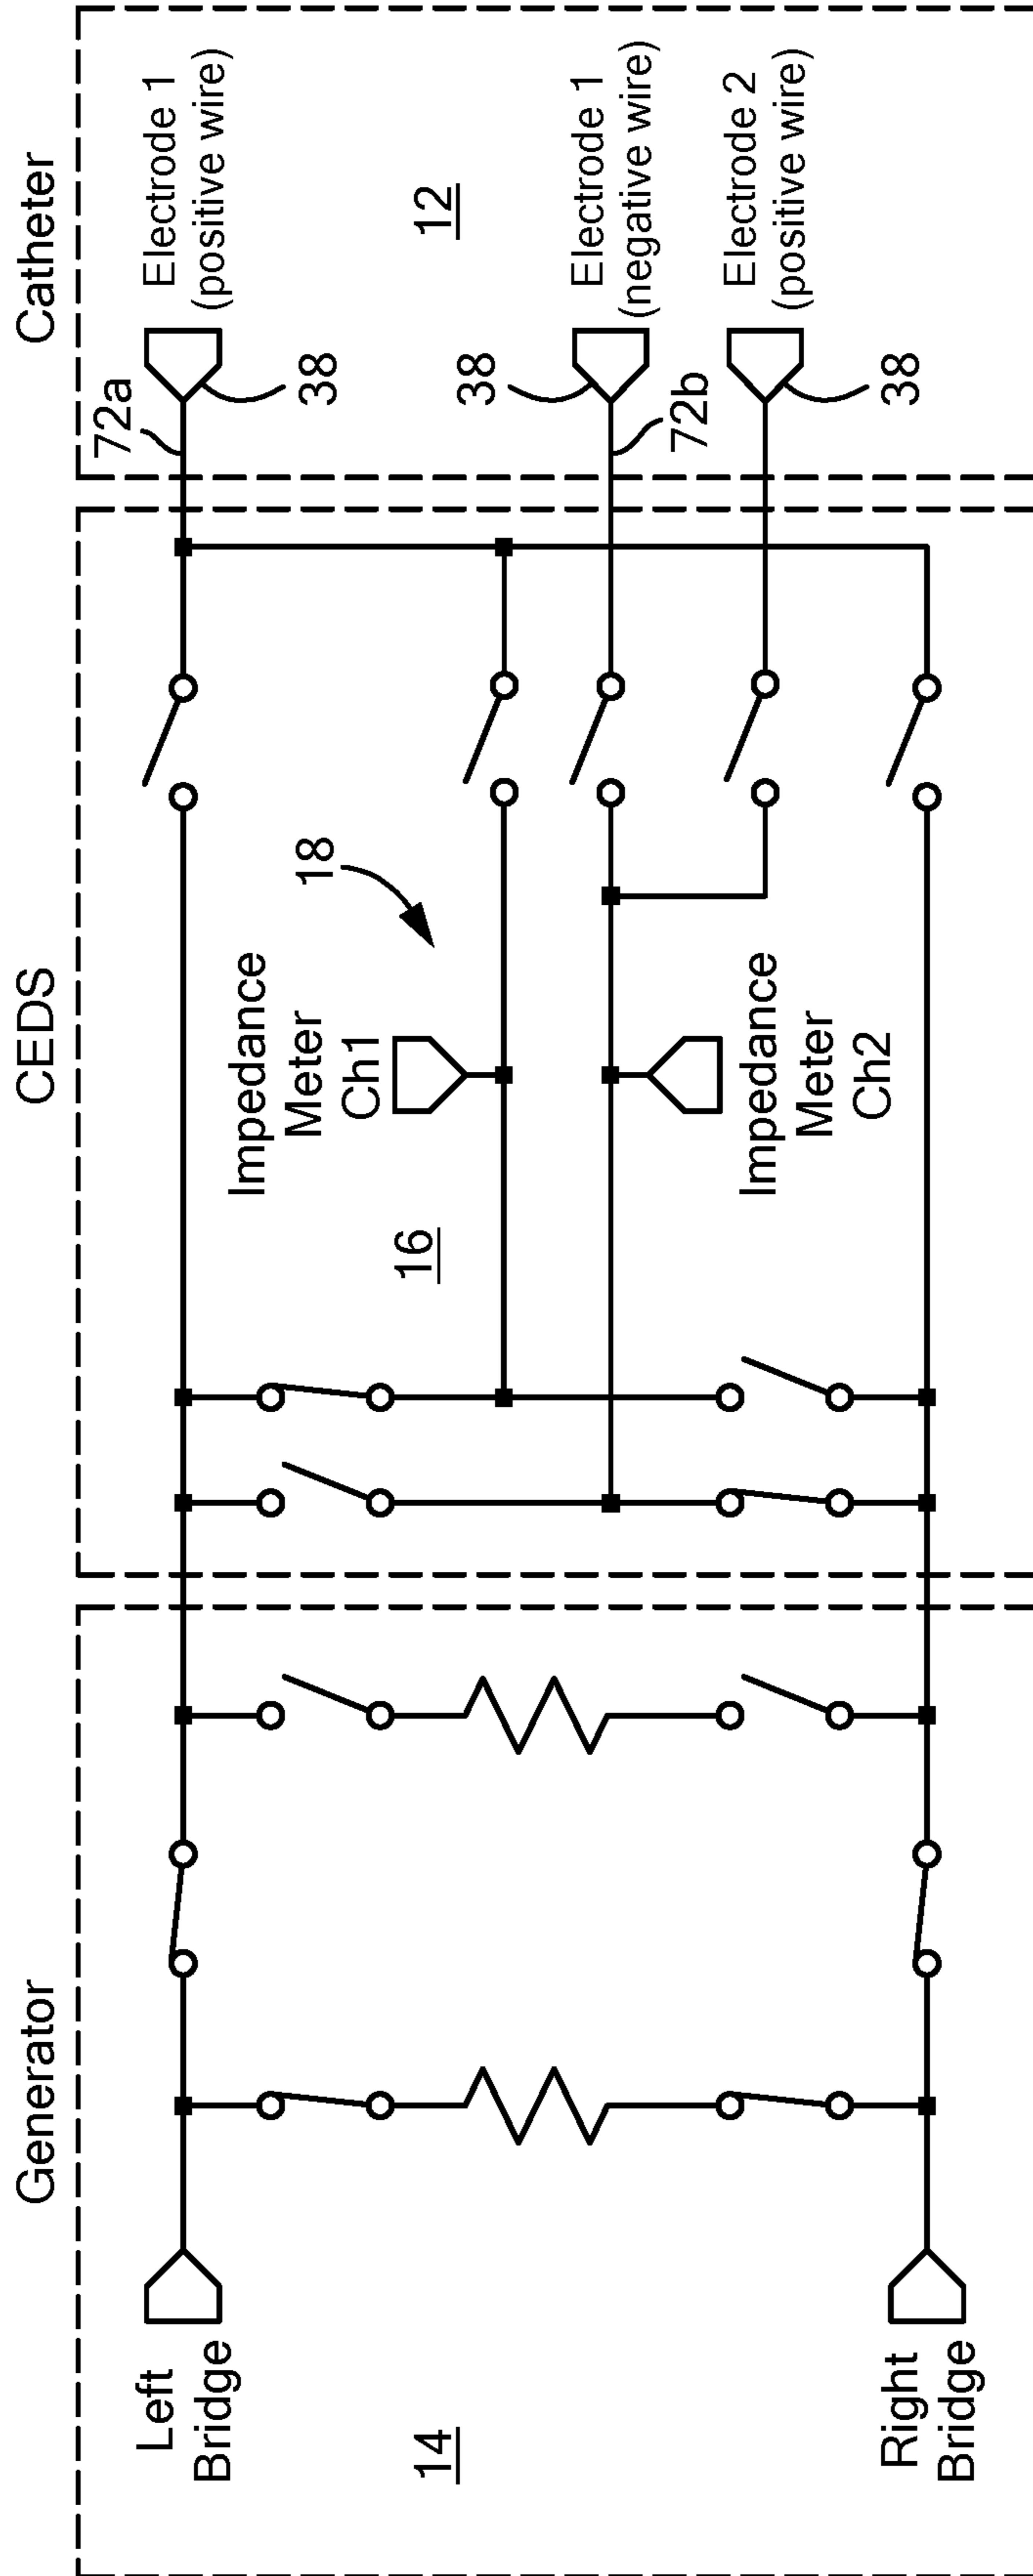 Generator
CEDS
Catheter
Left
Bridge
14
Right
Bridge
16
Impedance
Meter
Ch1
18
Impedance
Meter
Ch2
72a
38
Electrode 1
(positive wire)
12
38
72b
Electrode 1
(negative wire)
38
Electrode 2
(positive wire)